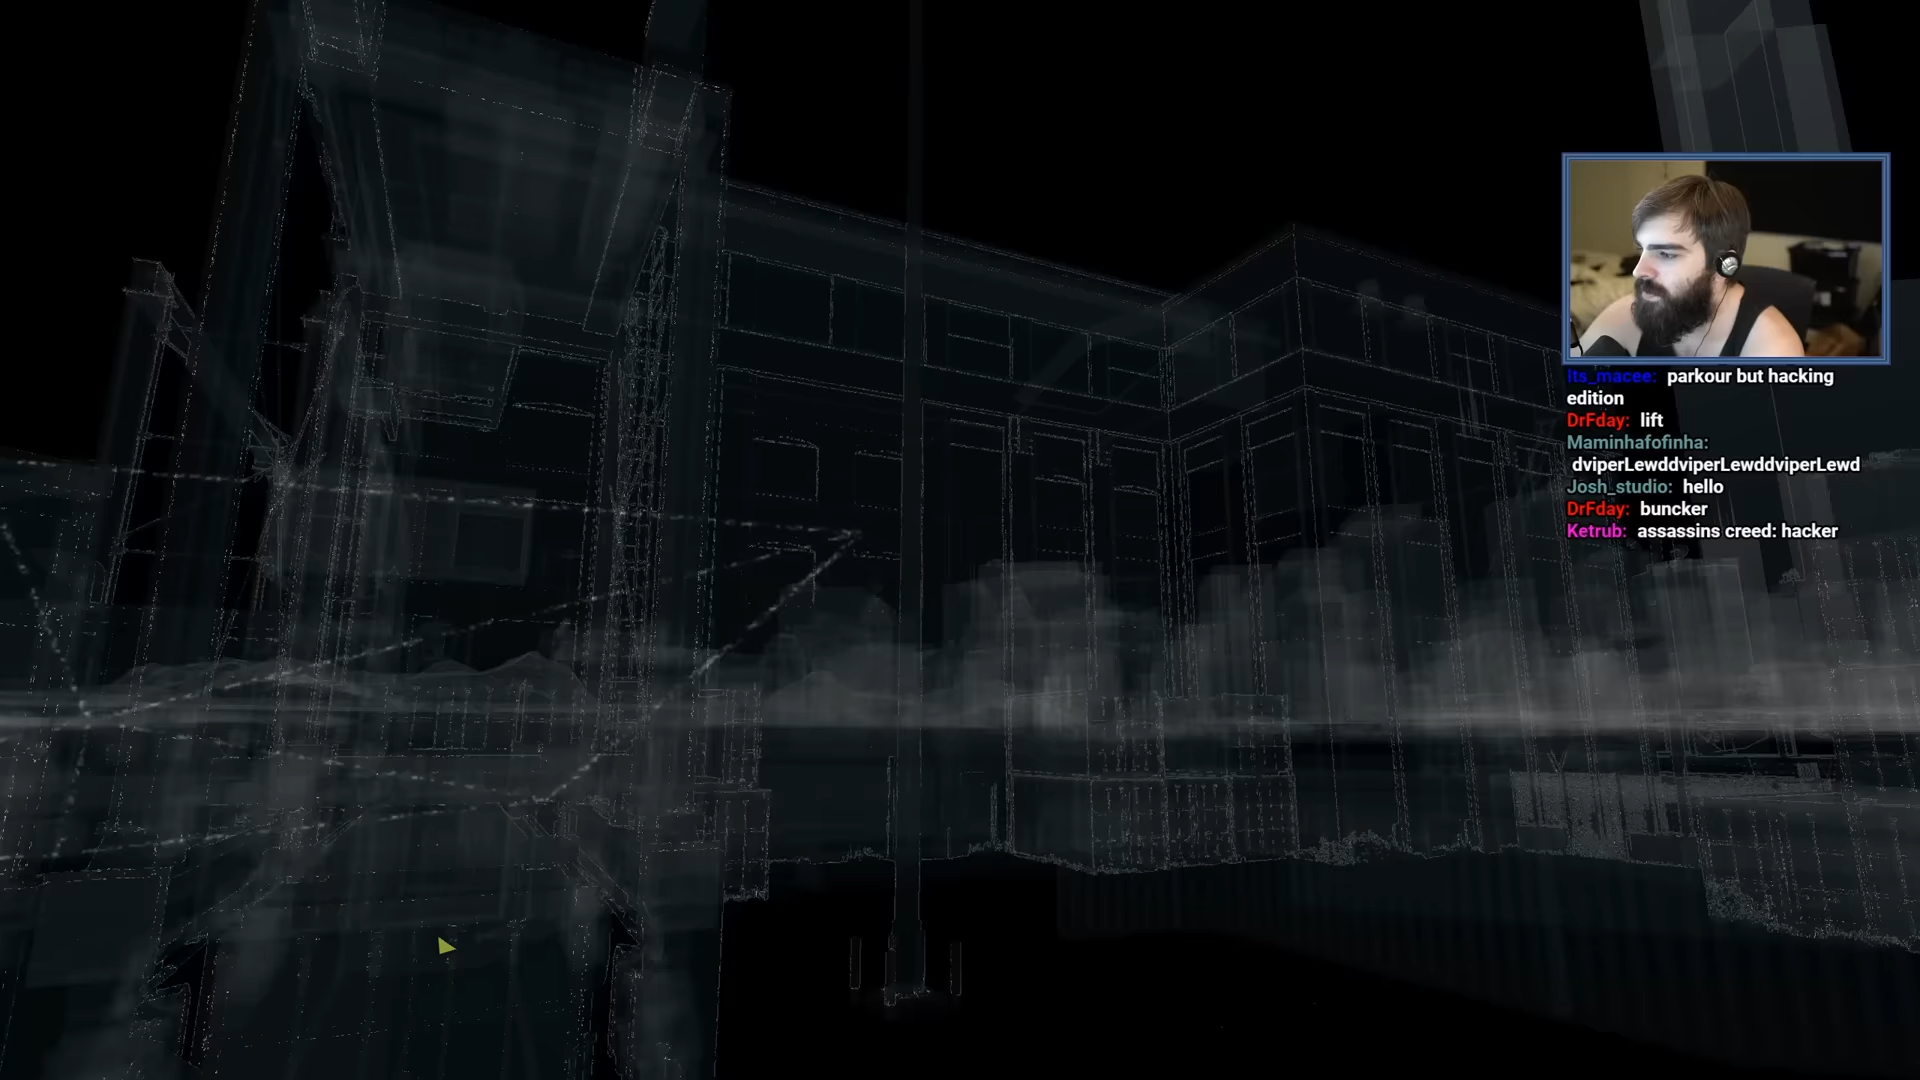 Its_macee: parkour but hacking
edition
DrFday: lift
Maminhafofinha:
dviperLewddviperLewddviperLewd
Josh_studio: hello
DrFday: buncker
Ketrub: assassins creed: hacker